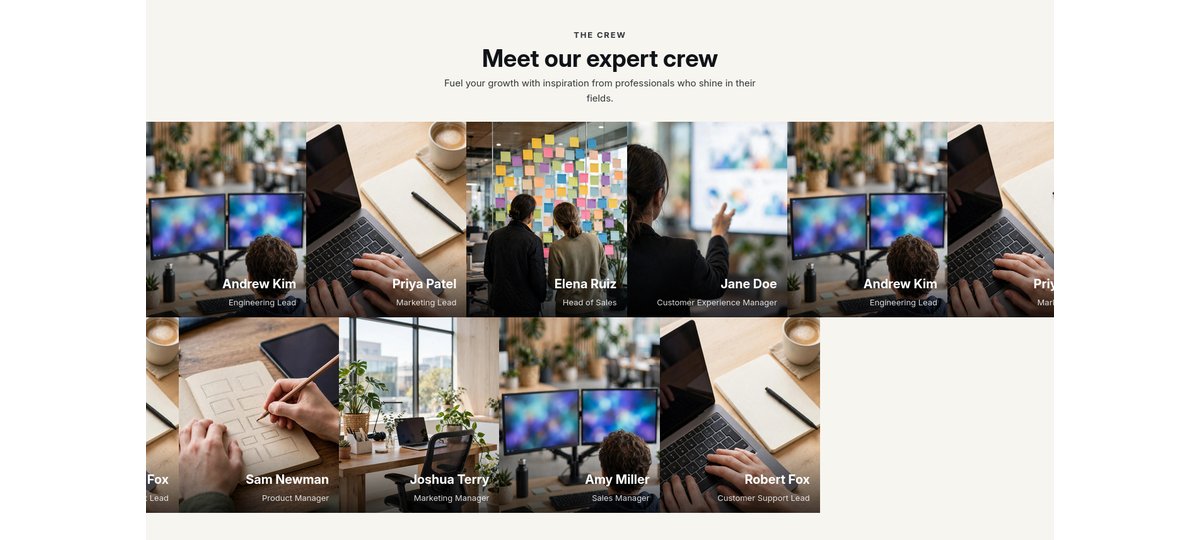 THE CREW
Meet our expert crew
Fuel your growth with inspiration from professionals who shine in their
fields.
Andrew Kim
Engineering Lead
Priya Patel
Marketing Lead
Elena Ruiz
Head of Sales
Jane Doe
Customer Experience Manager
Andrew Kim
Engineering Lead
Fox
Lead
Sam Newman
Product Manager
Joshua Terry
Marketing Manager
Amy Miller
Sales Manager
Robert Fox
Customer Support Lead